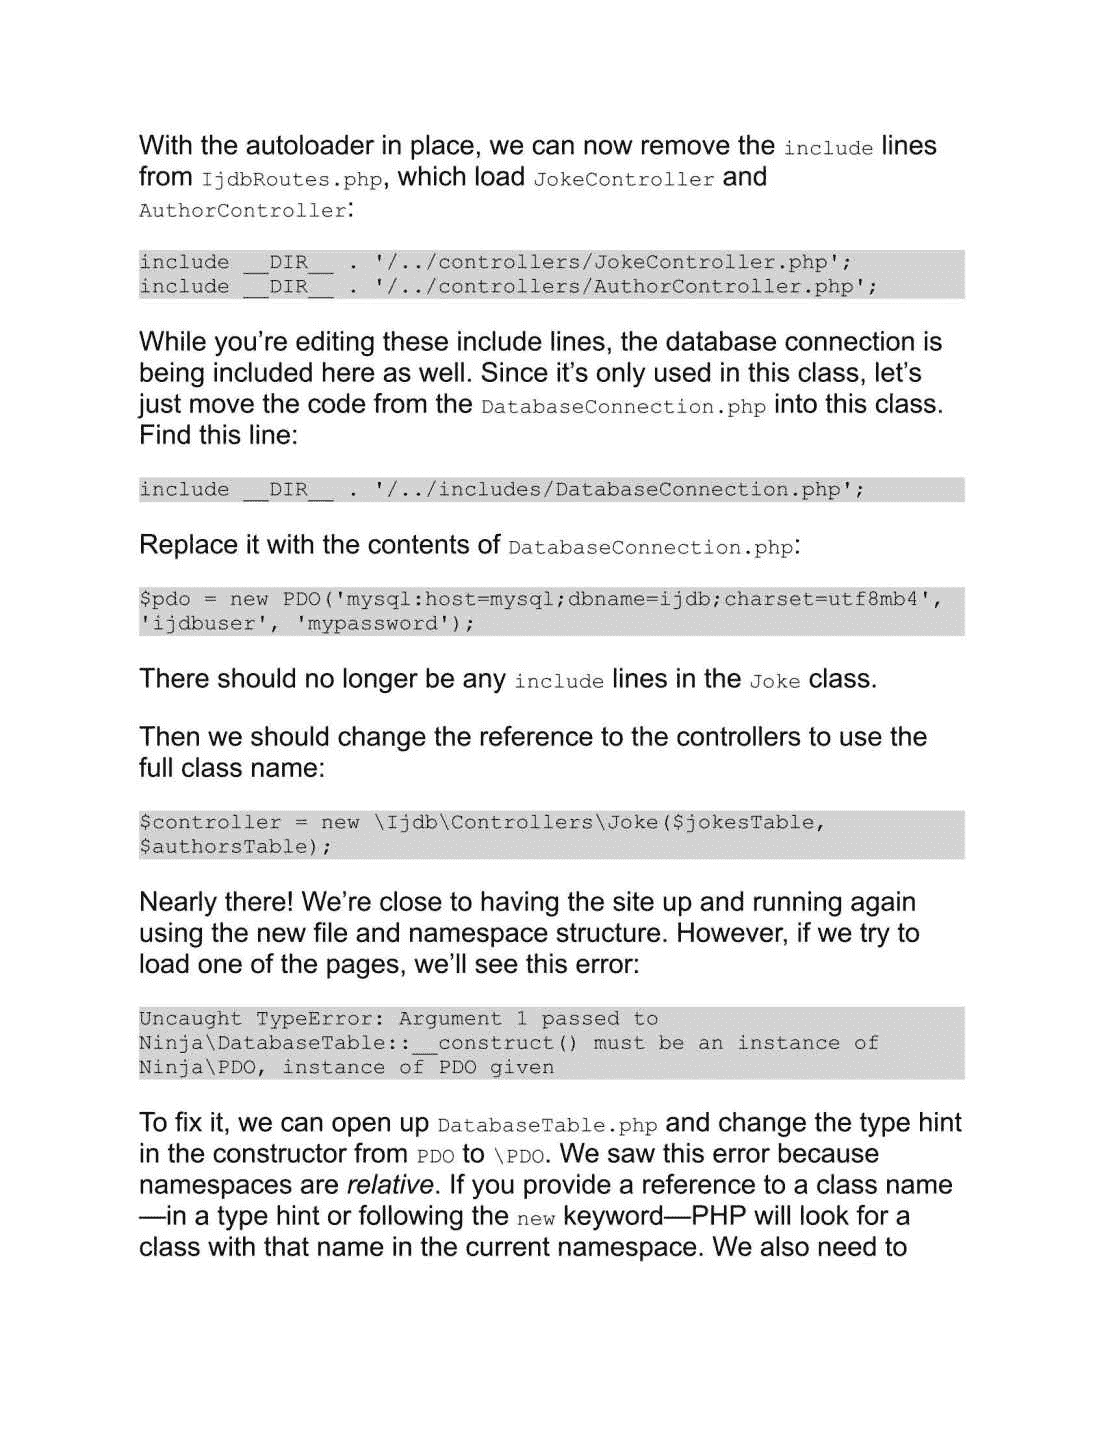 With the autoloader in place, we can now remove the include lines
from IjdbRoutes.php, which load JokeController and
AuthorController:
include __DIR__ . '/../controllers/JokeController.php';
include __DIR__ . '/../controllers/AuthorController.php';
While you’re editing these include lines, the database connection is
being included here as well. Since it’s only used in this class, let’s
just move the code from the DatabaseConnection.php into this class.
Find this line:
include __DIR__ . '/../includes/DatabaseConnection.php';
Replace it with the contents of DatabaseConnection.php:
$pdo = new PDO('mysql:host=mysql;dbname=ijdb;charset=utf8mb4',
'ijdbuser', 'mypassword');
There should no longer be any include lines in the Joke class.
Then we should change the reference to the controllers to use the
full class name:
$controller = new \Ijdb\Controllers\Joke($jokesTable,
$authorsTable);
Nearly there! We’re close to having the site up and running again
using the new file and namespace structure. However, if we try to
load one of the pages, we’ll see this error:
Uncaught TypeError: Argument 1 passed to
Ninja\DatabaseTable::__construct() must be an instance of
Ninja\PDO, instance of PDO given
To fix it, we can open up DatabaseTable.php and change the type hint
in the constructor from PDO to \PDO. We saw this error because
namespaces are relative. If you provide a reference to a class name
—in a type hint or following the new keyword—PHP will look for a
class with that name in the current namespace. We also need to